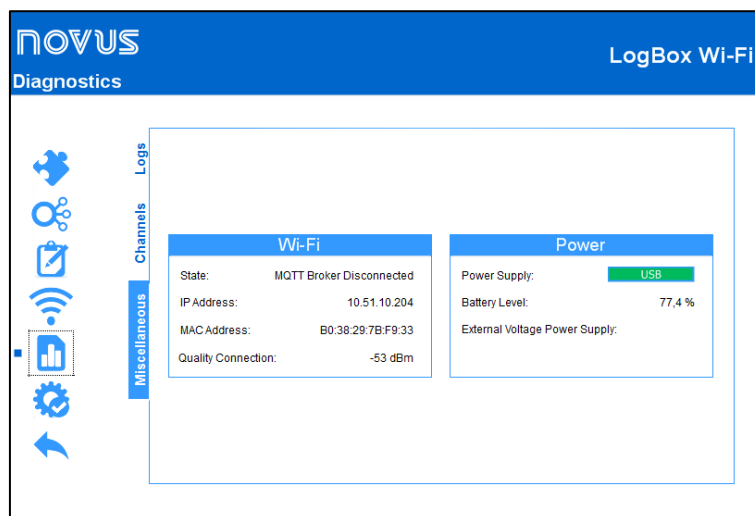 NOVUS
LogBox Wi-Fi
Diagnostics
Logs
Channels
Miscellaneous
Wi-Fi
State: MQTT Broker Disconnected
IP Address: 10.51.10.204
MAC Address: B0:38:29:7B:F9:33
Quality Connection: -53 dBm
Power
Power Supply: USB
Battery Level: 77,4 %
External Voltage Power Supply: